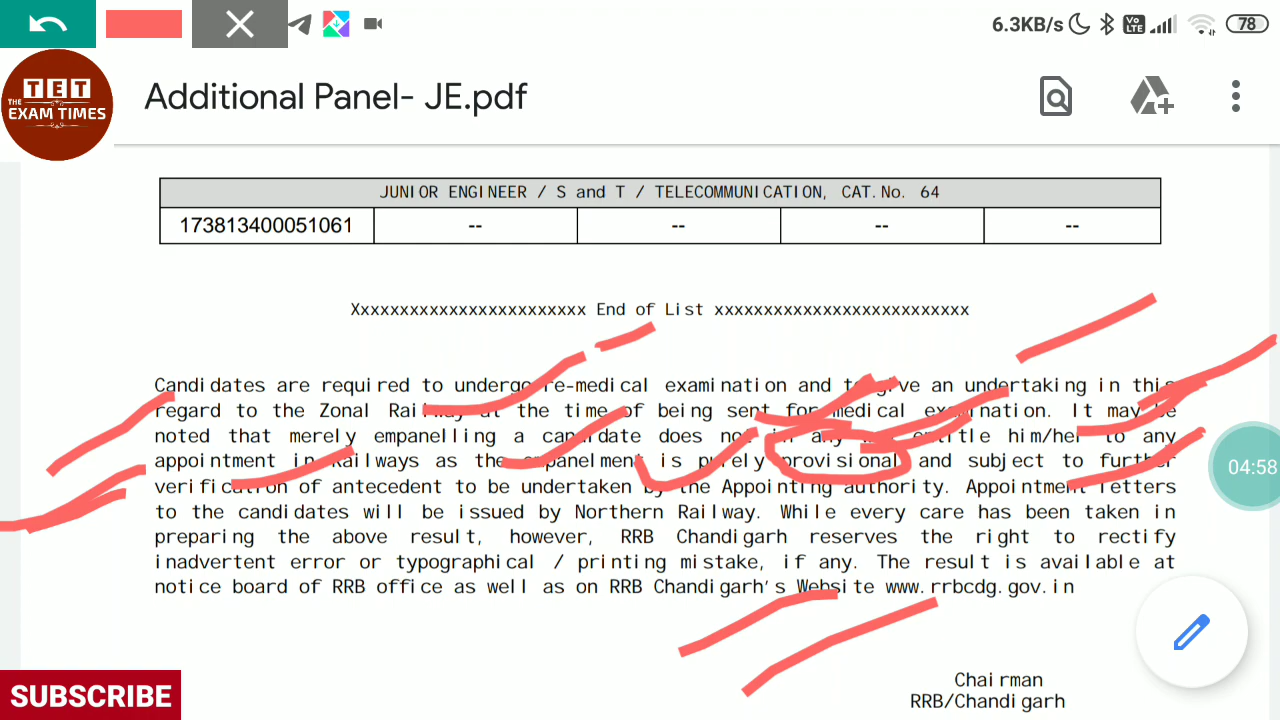 6.3KB/s
Vo
LTE
78
TET
THE
EXAM TIMES
Additional Panel- JE.pdf
JUNIOR ENGINEER / S and T / TELECOMMUNICATION, CAT.No. 64
173813400051061 -- -- -- --
Xxxxxxxxxxxxxxxxxxxxxxxx End of List xxxxxxxxxxxxxxxxxxxxxxxxxx
Candidates are required to undergo re-medical examination and to give an undertaking in this
regard to the Zonal Railway at the time of being sent for medical examination. It may be
noted that merely empanelling a candidate does not in any way entitle him/her to any
appointment in Railways as the empanelment is purely provisional and subject to further
verification of antecedent to be undertaken by the Appointing authority. Appointment letters
to the candidates will be issued by Northern Railway. While every care has been taken in
preparing the above result, however, RRB Chandigarh reserves the right to rectify
inadvertent error or typographical / printing mistake, if any. The result is available at
notice board of RRB office as well as on RRB Chandigarh's Website www.rrbcdg.gov.in
04:58
Chairman
RRB/Chandigarh
SUBSCRIBE